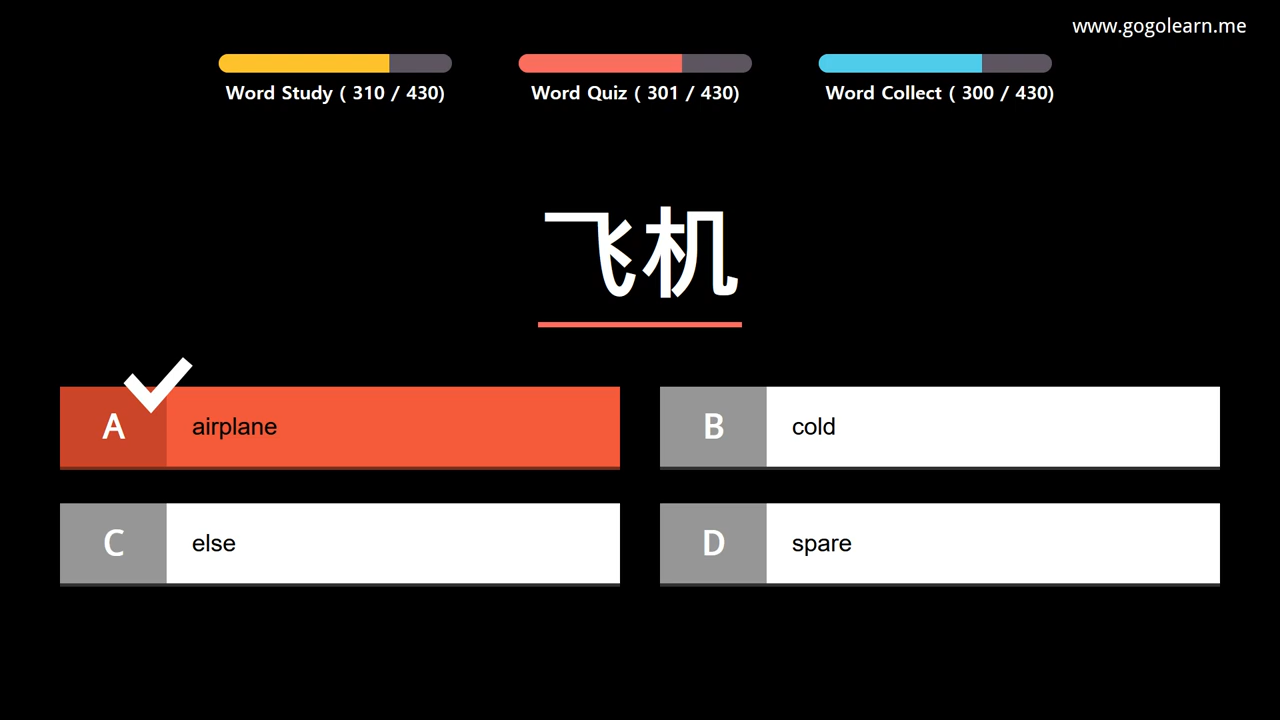 www.gogolearn.me
Word Study ( 310 / 430)
Word Quiz ( 301 / 430)
Word Collect ( 300 / 430)
飞机
A airplane
B cold
C else
D spare